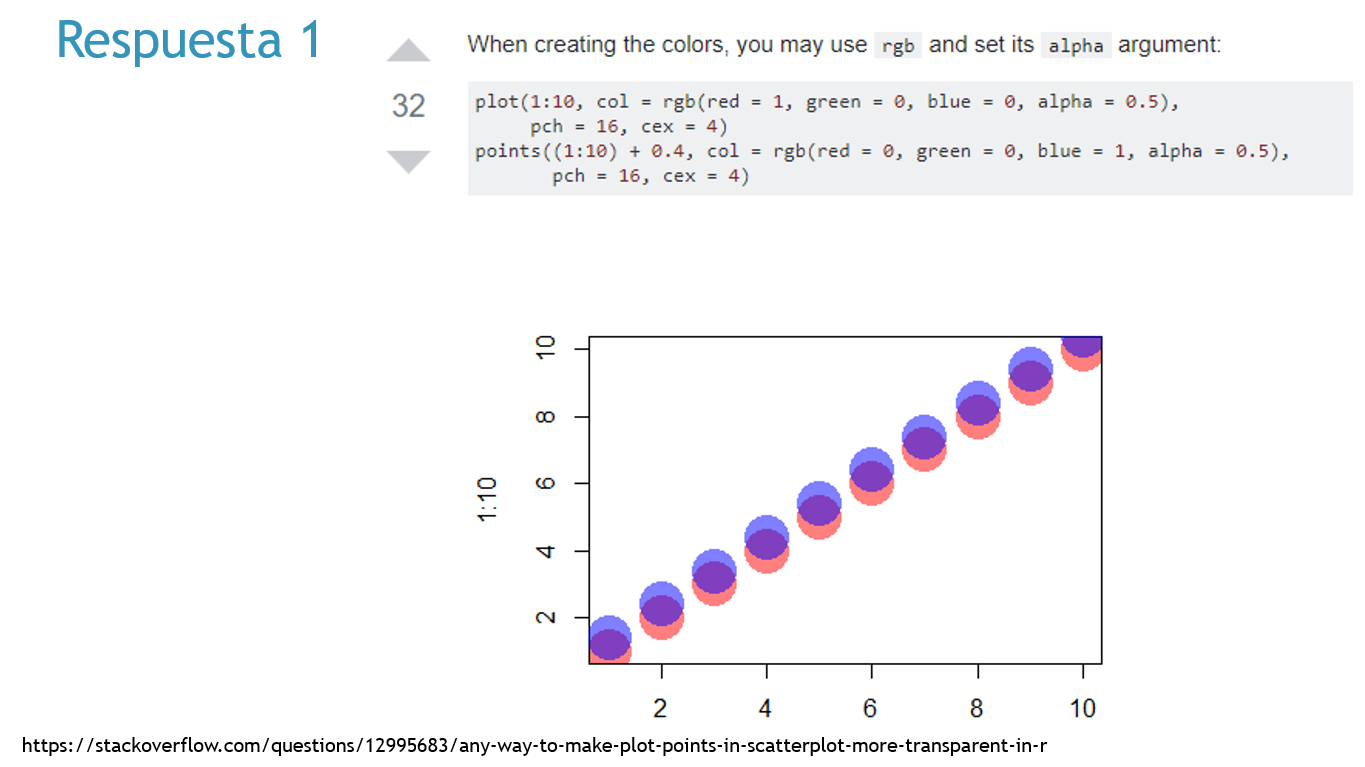 Respuesta 1
When creating the colors, you may use rgb and set its alpha argument:
32
plot(1:10, col = rgb(red = 1, green = 0, blue = 0, alpha = 0.5),
     pch = 16, cex = 4)
points((1:10) + 0.4, col = rgb(red = 0, green = 0, blue = 1, alpha = 0.5),
       pch = 16, cex = 4)
10
8
6
4
2
1:10
2 4 6 8 10
https://stackoverflow.com/questions/12995683/any-way-to-make-plot-points-in-scatterplot-more-transparent-in-r